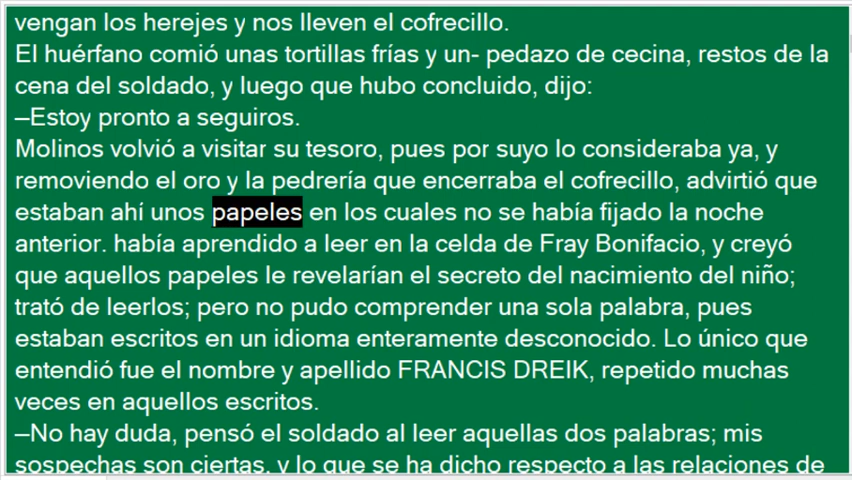 vengan los herejes y nos lleven el cofrecillo.
El huérfano comió unas tortillas frías y un- pedazo de cecina, restos de la
cena del soldado, y luego que hubo concluido, dijo:
—Estoy pronto a seguiros.
Molinos volvió a visitar su tesoro, pues por suyo lo consideraba ya, y
removiendo el oro y la pedrería que encerraba el cofrecillo, advirtió que
estaban ahí unos papeles en los cuales no se había fijado la noche
anterior. había aprendido a leer en la celda de Fray Bonifacio, y creyó
que aquellos papeles le revelarían el secreto del nacimiento del niño;
trató de leerlos; pero no pudo comprender una sola palabra, pues
estaban escritos en un idioma enteramente desconocido. Lo único que
entendió fue el nombre y apellido FRANCIS DREIK, repetido muchas
veces en aquellos escritos.
—No hay duda, pensó el soldado al leer aquellas dos palabras; mis
sospechas son ciertas, y lo que se ha dicho respecto a las relaciones de